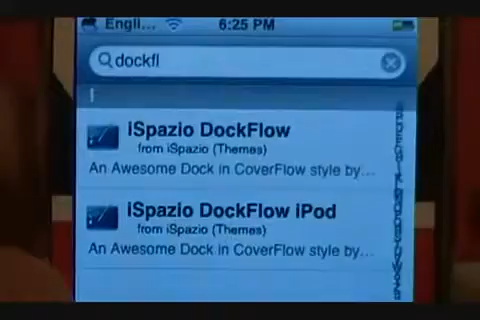 Engli... 6:25 PM
dockfl
I
iSpazio DockFlow
from iSpazio (Themes)
An Awesome Dock in CoverFlow style by...
iSpazio DockFlow iPod
from iSpazio (Themes)
An Awesome Dock in CoverFlow style by...